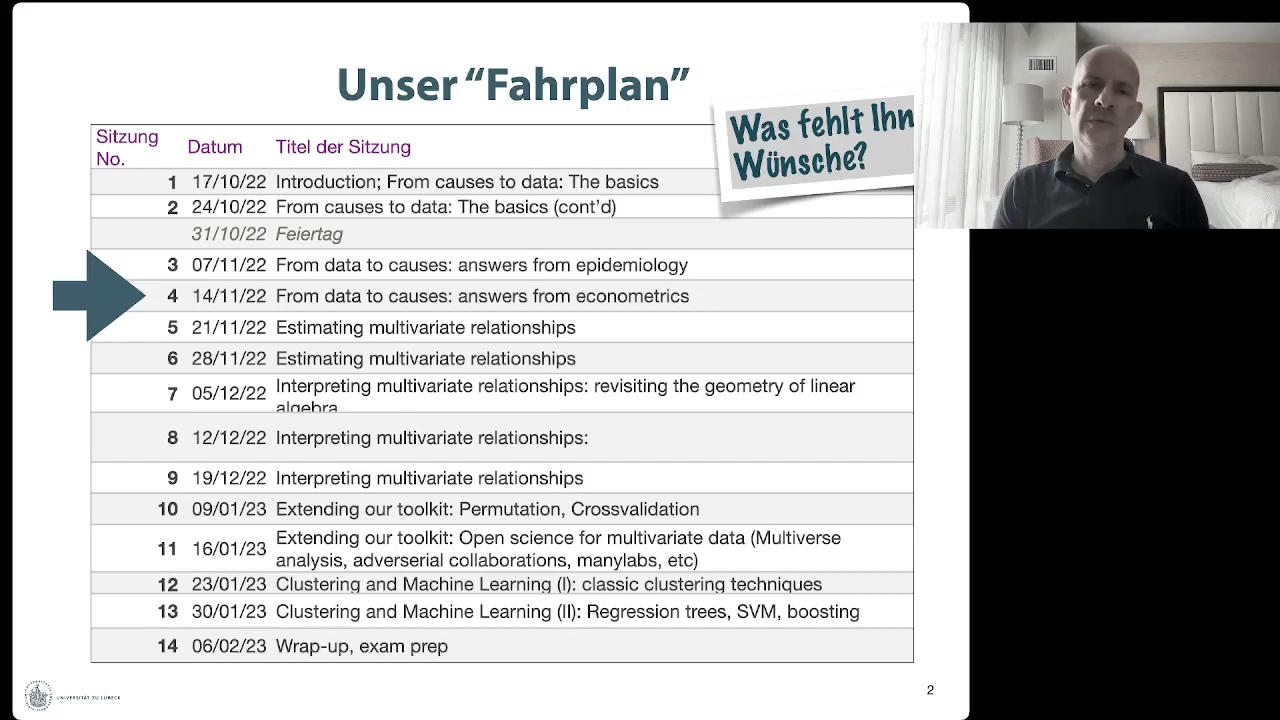 Unser “Fahrplan”
Was fehlt Ihn
Wünsche?
Sitzung
No.
Datum
Titel der Sitzung
1 17/10/22 Introduction; From causes to data: The basics
2 24/10/22 From causes to data: The basics (cont’d)
31/10/22 Feiertag
3 07/11/22 From data to causes: answers from epidemiology
4 14/11/22 From data to causes: answers from econometrics
5 21/11/22 Estimating multivariate relationships
6 28/11/22 Estimating multivariate relationships
7 05/12/22 Interpreting multivariate relationships: revisiting the geometry of linear
algebra
8 12/12/22 Interpreting multivariate relationships:
9 19/12/22 Interpreting multivariate relationships
10 09/01/23 Extending our toolkit: Permutation, Crossvalidation
11 16/01/23 Extending our toolkit: Open science for multivariate data (Multiverse
analysis, adverserial collaborations, manylabs, etc)
12 23/01/23 Clustering and Machine Learning (I): classic clustering techniques
13 30/01/23 Clustering and Machine Learning (II): Regression trees, SVM, boosting
14 06/02/23 Wrap-up, exam prep
UNIVERSITÄT ZU LÜBECK
2